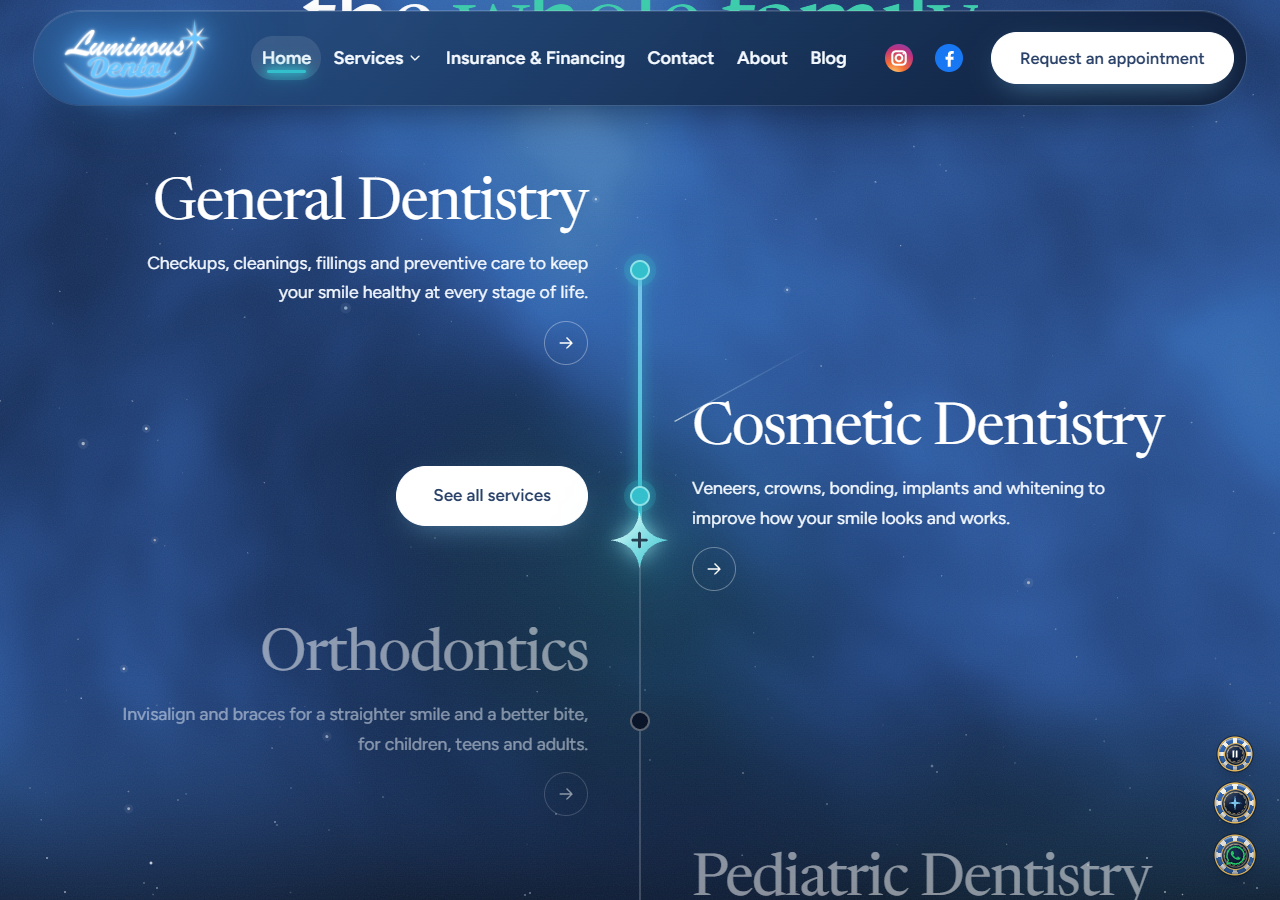 the whole family
Luminous
Dental
Home
Services
Insurance & Financing
Contact
About
Blog
Request an appointment
General Dentistry
Checkups, cleanings, fillings and preventive care to keep
your smile healthy at every stage of life.
Cosmetic Dentistry
Veneers, crowns, bonding, implants and whitening to
improve how your smile looks and works.
See all services
Orthodontics
Invisalign and braces for a straighter smile and a better bite,
for children, teens and adults.
Pediatric Dentistry